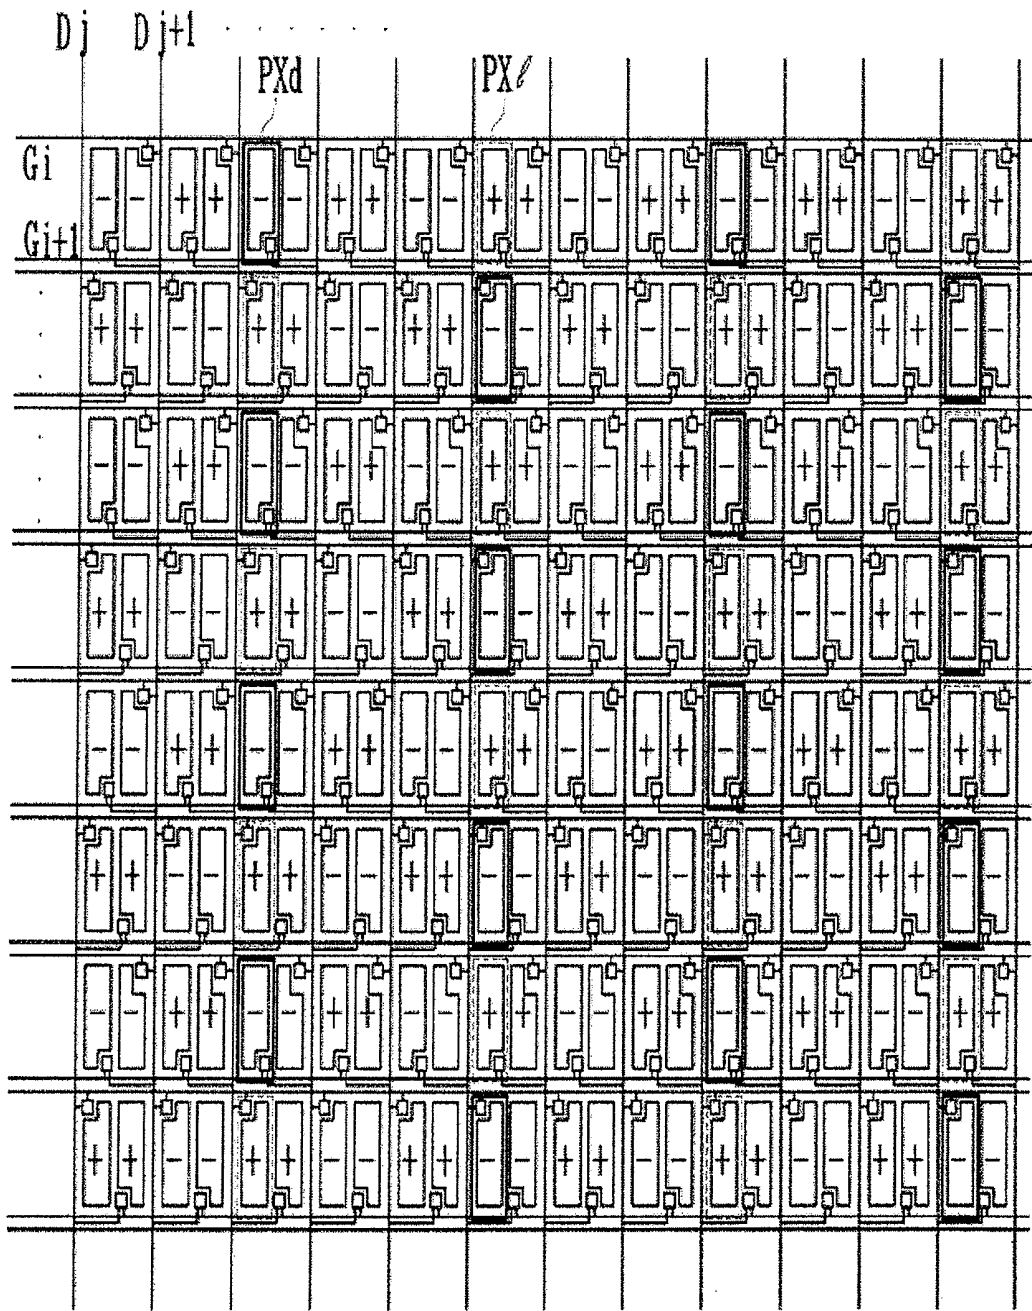 Dj Dj+1 . . . . . .
PXd PXℓ
Gi
- - + + - - + + - - + + - - + + - - + + - - + +
Gi+1
+ + - - + + - - + + - - + + - - + + - - + + - -
- - + + - - + + - - + + - - + + - - + + - - + +
+ + - - + + - - + + - - + + - - + + - - + + - -
- - + + - - + + - - + + - - + + - - + + - - + +
+ + - - + + - - + + - - + + - - + + - - + + - -
- - + + - - + + - - + + - - + + - - + + - - + +
+ + - - + + - - + + - - + + - - + + - - + + - -